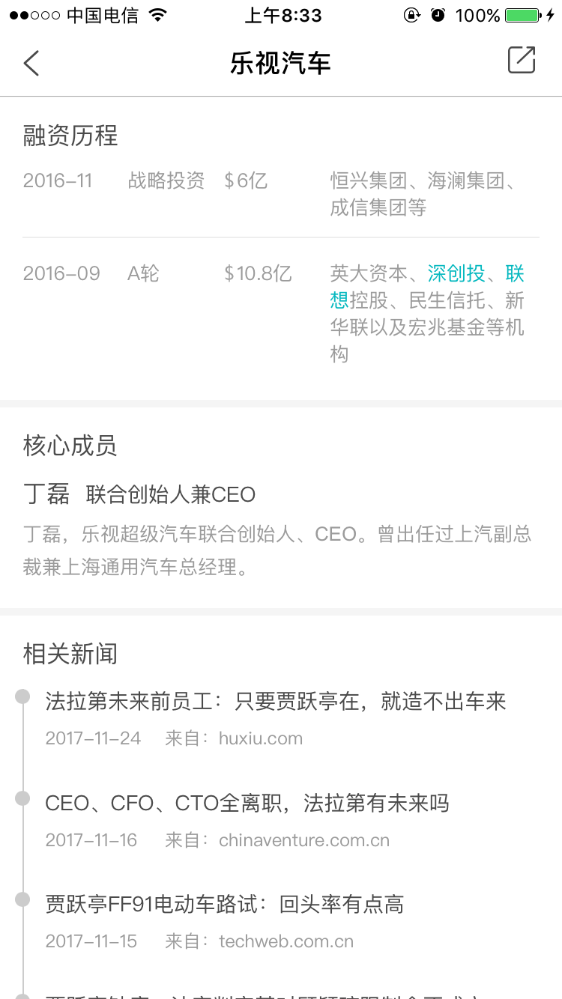 中国电信 上午8:33 100%
乐视汽车
融资历程
2016-11 战略投资 $6亿 恒兴集团、海澜集团、
成信集团等
2016-09 A轮 $10.8亿 英大资本、深创投、联
想控股、民生信托、新
华联以及宏兆基金等机
构
核心成员
丁磊 联合创始人兼CEO
丁磊，乐视超级汽车联合创始人、CEO。曾出任过上汽副总
裁兼上海通用汽车总经理。
相关新闻
法拉第未来前员工：只要贾跃亭在，就造不出车来
2017-11-24 来自：huxiu.com
CEO、CFO、CTO全离职，法拉第有未来吗
2017-11-16 来自：chinaventure.com.cn
贾跃亭FF91电动车路试：回头率有点高
2017-11-15 来自：techweb.com.cn